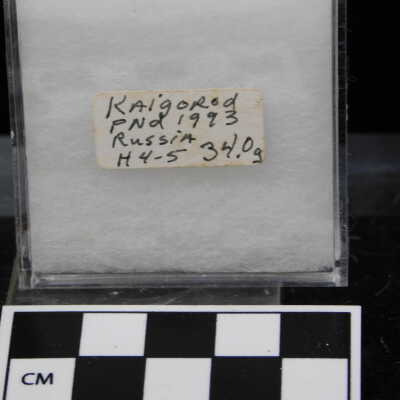 Kaigorod
FNd 1993
Russia
H4-5 34.0g
CM